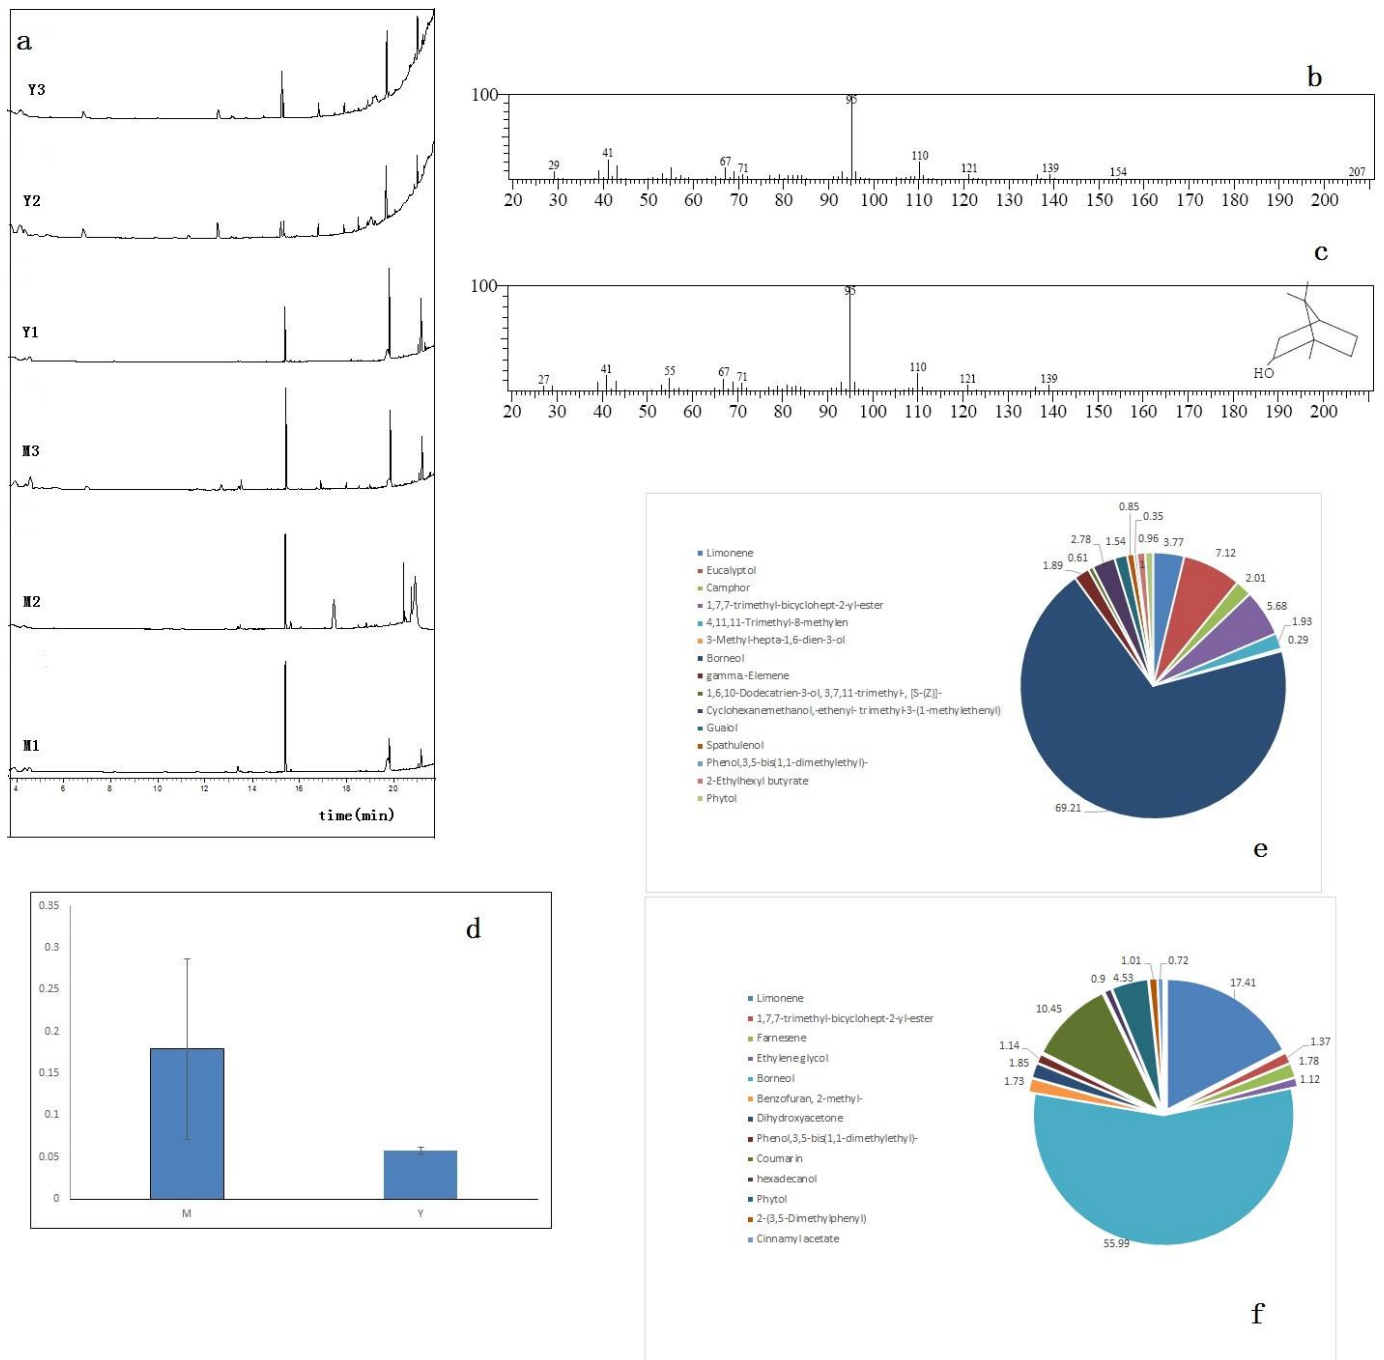 a
Y3
Y2
Y1
M3
M2
M1
4 6 8 10 12 14 16 18 20
time(min)
b
100
95
29 41 67 71 110 121 139 154 207
20 30 40 50 60 70 80 90 100 110 120 130 140 150 160 170 180 190 200
c
100
95
27 41 55 67 71 110 121 139
HO
20 30 40 50 60 70 80 90 100 110 120 130 140 150 160 170 180 190 200
d
0.35
0.3
0.25
0.2
0.15
0.1
0.05
0
M Y
Limonene
Eucalyptol
Camphor
1,7,7-trimethyl-bicyclohept-2-yl-ester
4,11,11-Trimethyl-8-methylen
3-Methyl-hepta-1,6-dien-3-ol
Borneol
gamma.-Elemene
1,6,10-Dodecatrien-3-ol, 3,7,11-trimethyl-, [S-(Z)]-
Cyclohexanemethanol,-ethenyl- trimethyl-3-(1-methylethenyl)
Guaiol
Spathulenol
Phenol,3,5-bis(1,1-dimethylethyl)-
2-Ethylhexyl butyrate
Phytol
3.77
7.12
2.01
5.68
1.93
0.29
69.21
1.89
0.61
2.78
1.54
0.85
0.35
1
0.96
e
Limonene
1,7,7-trimethyl-bicyclohept-2-yl-ester
Farnesene
Ethylene glycol
Borneol
Benzofuran, 2-methyl-
Dihydroxyacetone
Phenol,3,5-bis(1,1-dimethylethyl)-
Coumarin
hexadecanol
Phytol
2-(3,5-Dimethylphenyl)
Cinnamyl acetate
17.41
1.37
1.78
1.12
55.99
1.73
1.85
1.14
10.45
0.9
4.53
1.01
0.72
f